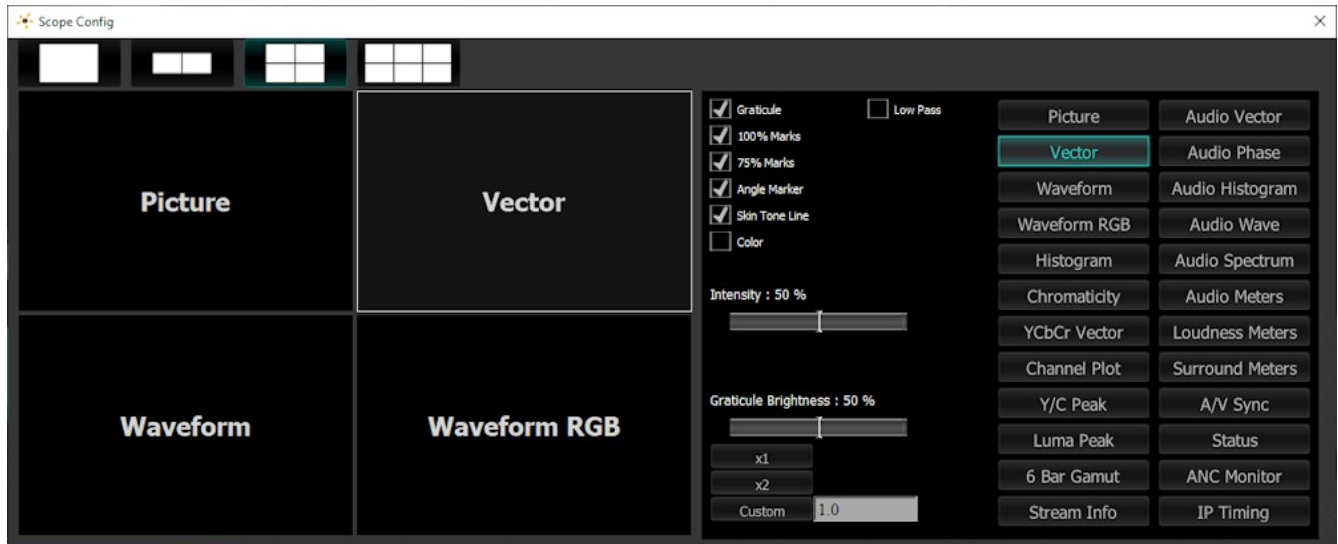 Scope Config
Picture
Vector
Waveform
Waveform RGB
Graticule
Low Pass
100% Marks
75% Marks
Angle Marker
Skin Tone Line
Color
Intensity : 50 %
Graticule Brightness : 50 %
x1
x2
Custom 1.0
Picture Audio Vector
Vector Audio Phase
Waveform Audio Histogram
Waveform RGB Audio Wave
Histogram Audio Spectrum
Chromaticity Audio Meters
YCbCr Vector Loudness Meters
Channel Plot Surround Meters
Y/C Peak A/V Sync
Luma Peak Status
6 Bar Gamut ANC Monitor
Stream Info IP Timing